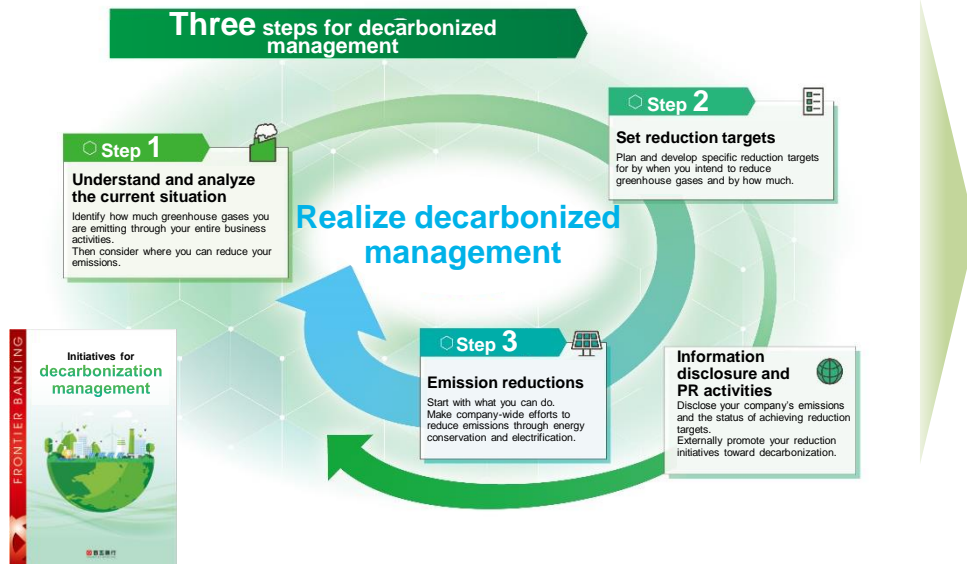 Three steps for decarbonized
management
Step 1
Understand and analyze
the current situation
Identify how much greenhouse gases you
are emitting through your entire business
activities.
Then consider where you can reduce your
emissions.
Step 2
Set reduction targets
Plan and develop specific reduction targets
for by when you intend to reduce
greenhouse gases and by how much.
Realize decarbonized
management
Step 3
Emission reductions
Start with what you can do.
Make company-wide efforts to
reduce emissions through energy
conservation and electrification.
Information
disclosure and
PR activities
Disclose your company's emissions
and the status of achieving reduction
targets.
Externally promote your reduction
initiatives toward decarbonization.
FRONTIER BANKING
Initiatives for
decarbonization
management
百五銀行